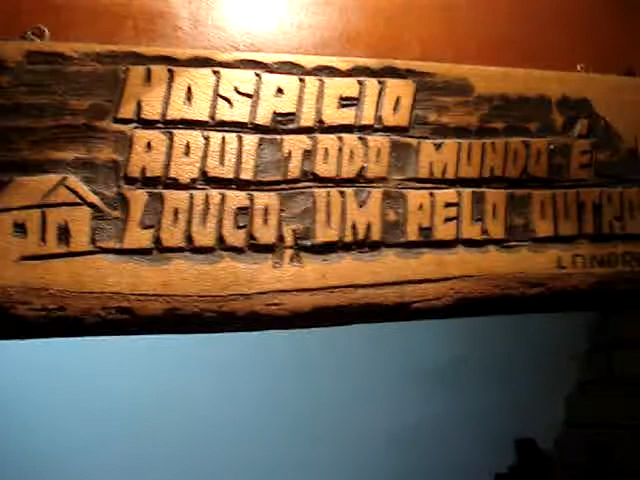 HOSPICIO
AQUI TODO MUNDO É
LOUCO, UM PELO OUTRO